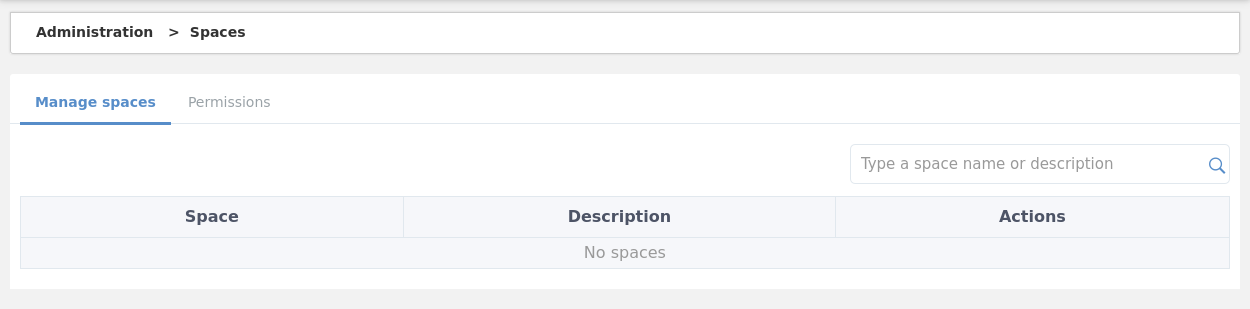 Administration > Spaces
Manage spaces Permissions
Type a space name or description
Space Description Actions
No spaces